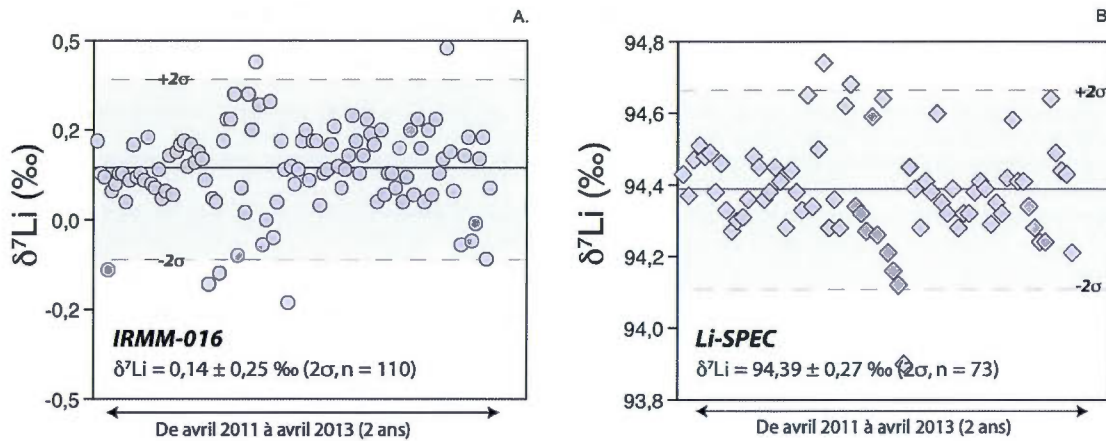 A.
δ⁷Li (‰)
0,5
0,2
0,0
-0,2
-0,5
+2σ
-2σ
IRMM-016
δ⁷Li = 0,14 ± 0,25 ‰ (2σ, n = 110)
De avril 2011 à avril 2013 (2 ans)
B
δ⁷Li (‰)
94,8
94,6
94,4
94,2
94,0
93,8
+2σ
-2σ
Li-SPEC
δ⁷Li = 94,39 ± 0,27 ‰ (2σ, n = 73)
De avril 2011 à avril 2013 (2 ans)